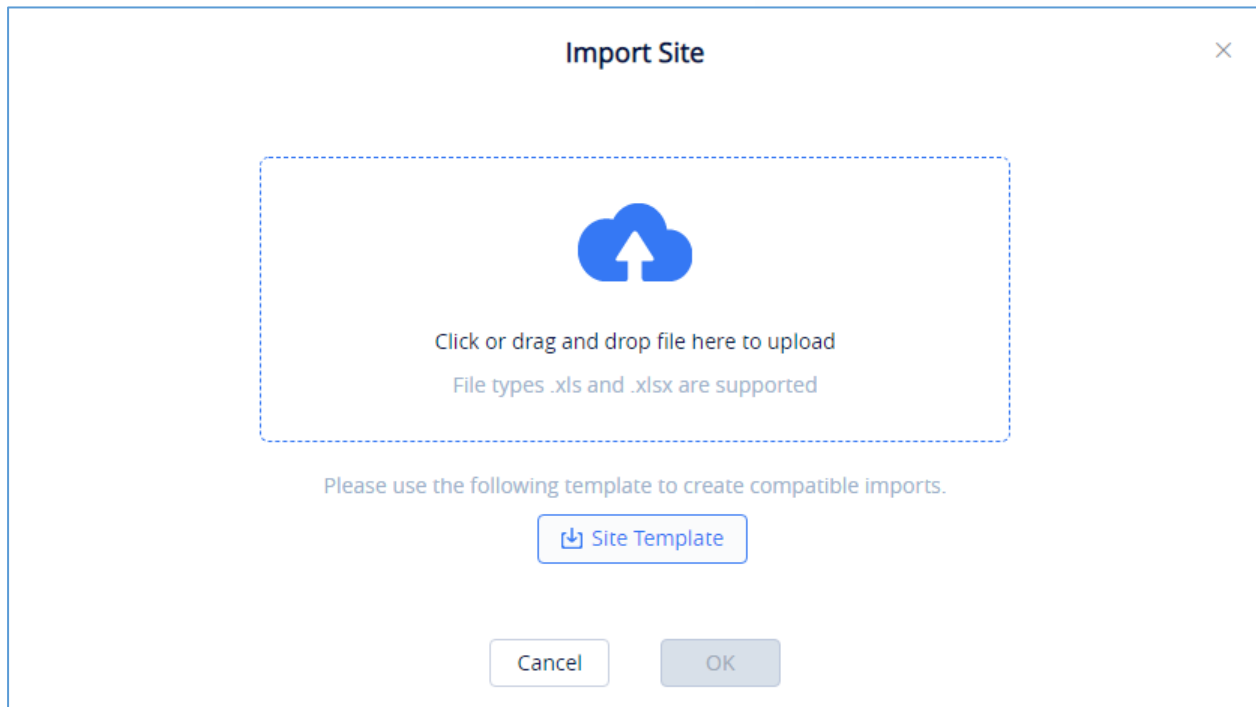 Import Site
Click or drag and drop file here to upload
File types .xls and .xlsx are supported
Please use the following template to create compatible imports.
Site Template
Cancel
OK